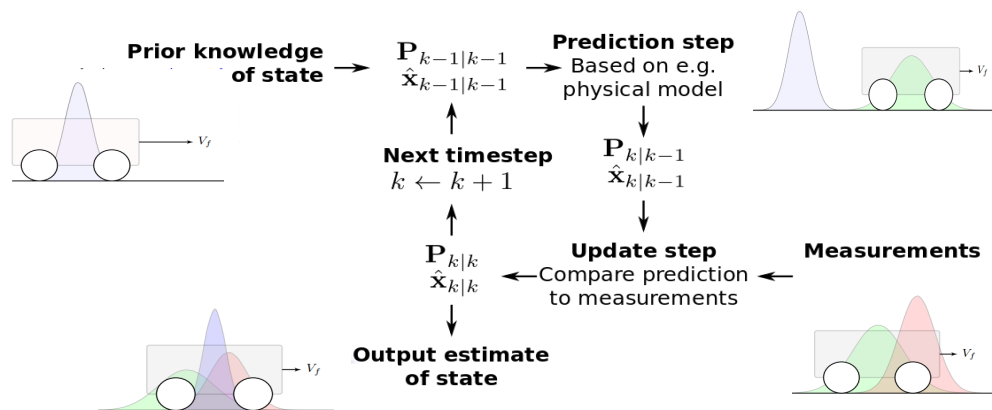 Prior knowledge
of state
P_{k−1|k−1}
x̂_{k−1|k−1}
Prediction step
Based on e.g.
physical model
V_f
V_f
P_{k|k−1}
x̂_{k|k−1}
Next timestep
k ← k + 1
P_{k|k}
x̂_{k|k}
Update step
Compare prediction
to measurements
Measurements
Output estimate
of state
V_f
V_f